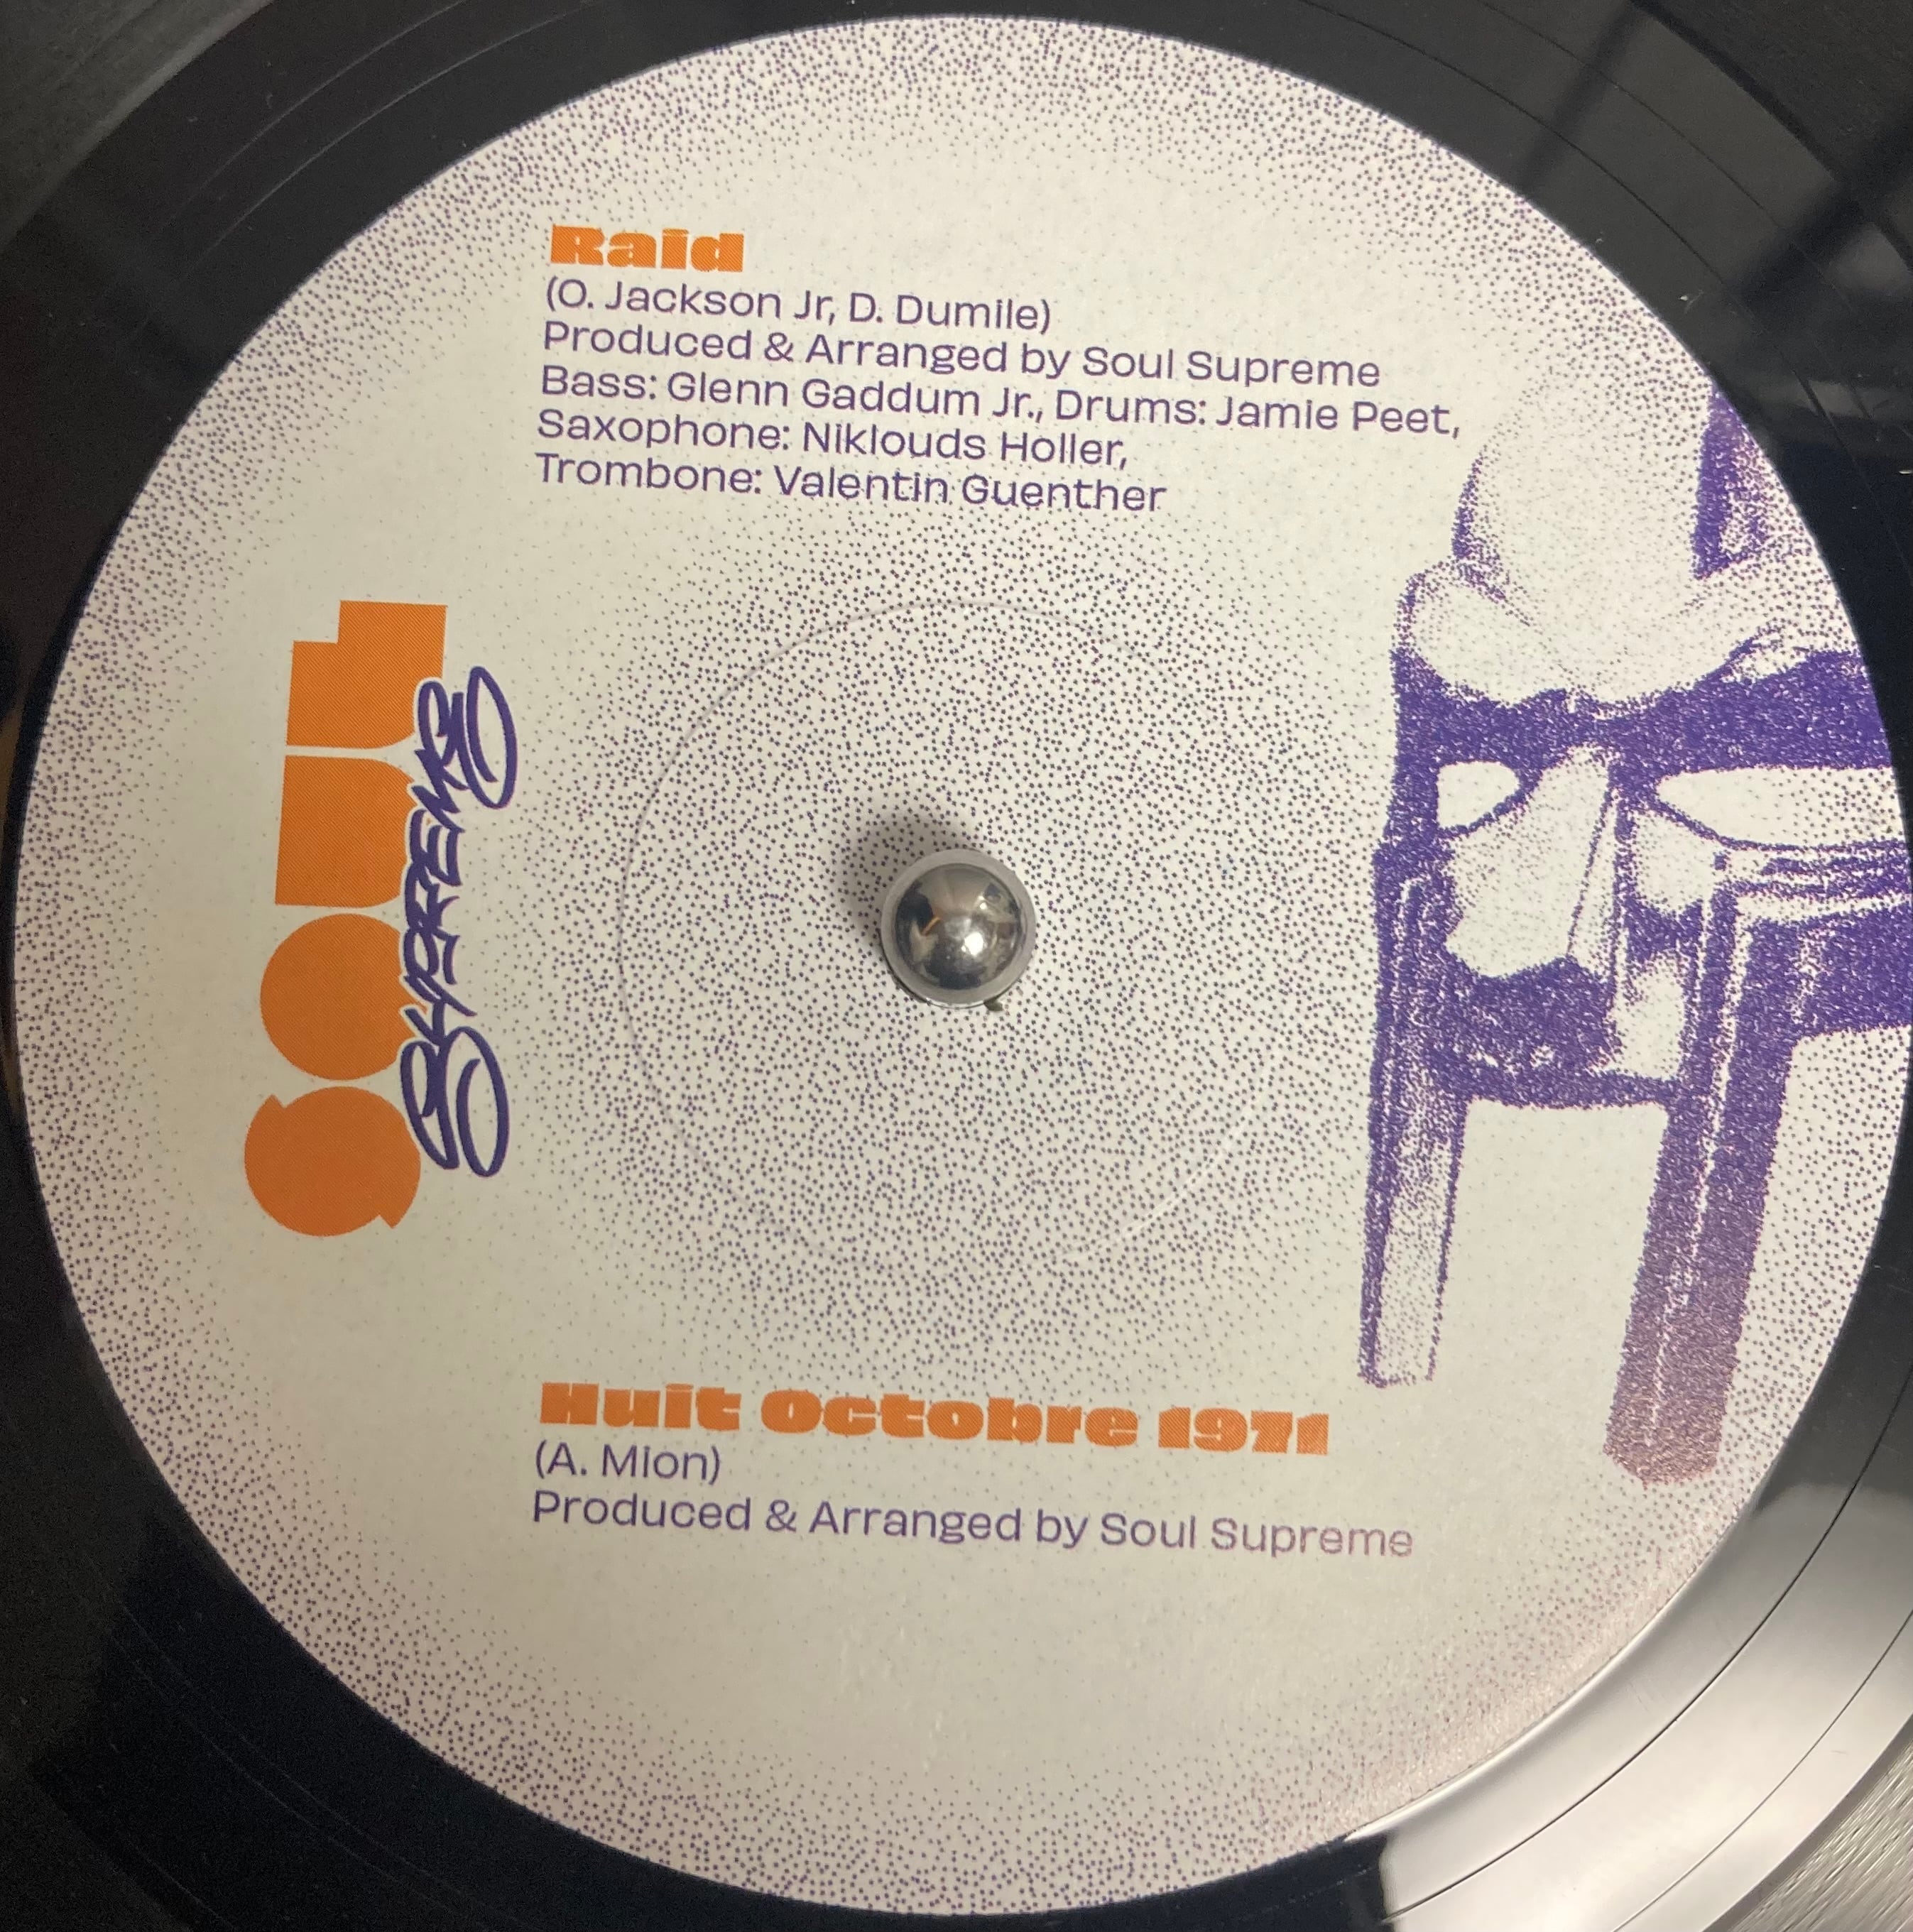 Raid
(O. Jackson Jr, D. Dumile)
Produced & Arranged by Soul Supreme
Bass: Glenn Gaddum Jr., Drums: Jamie Peet,
Saxophone: Niklouds Holler,
Trombone: Valentin Guenther
SOUL
SUPREME
Huit Octobre 1971
(A. Mion)
Produced & Arranged by Soul Supreme